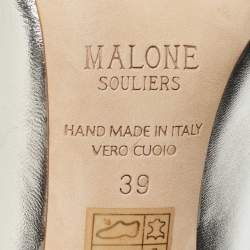 MALONE
SOULIERS
HAND MADE IN ITALY
VERO CUOIO
39